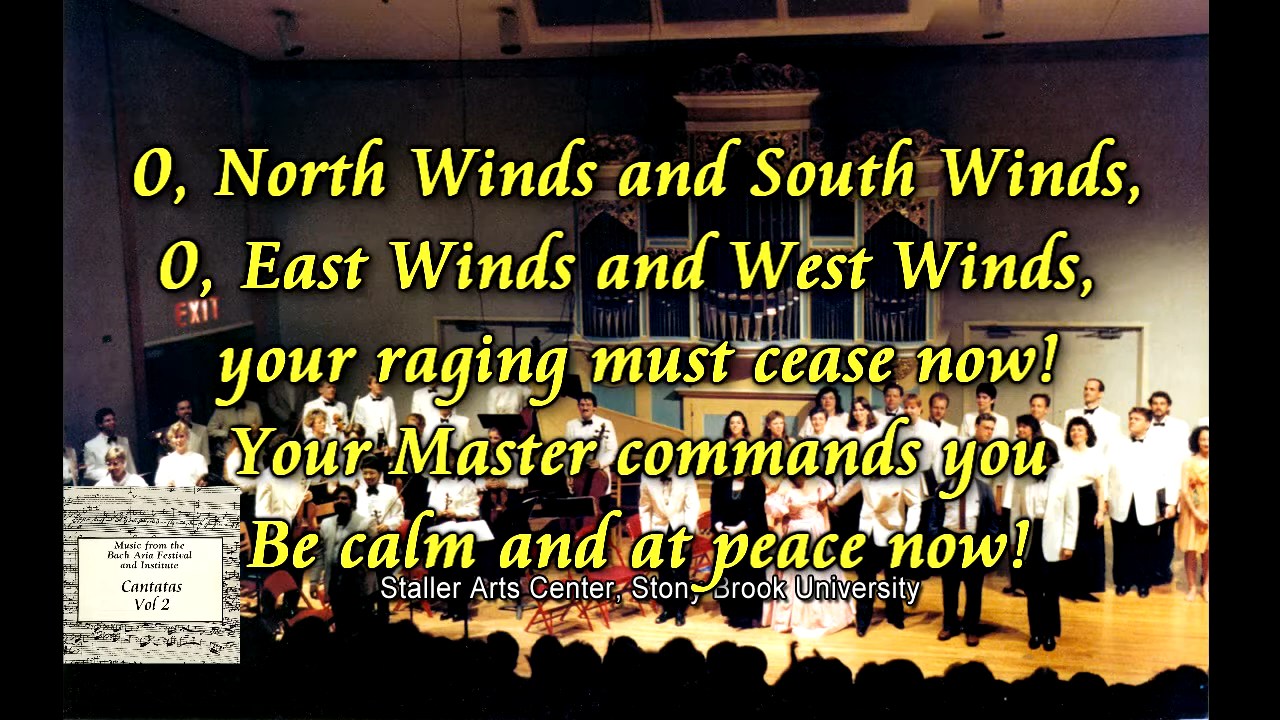 O, North Winds and South Winds,
O, East Winds and West Winds,
EXIT
your raging must cease now!
Your Master commands you
Be calm and at peace now!
Music from the
Bach Aria Festival
and Institute
Cantatas
Vol 2
Staller Arts Center, Stony Brook University